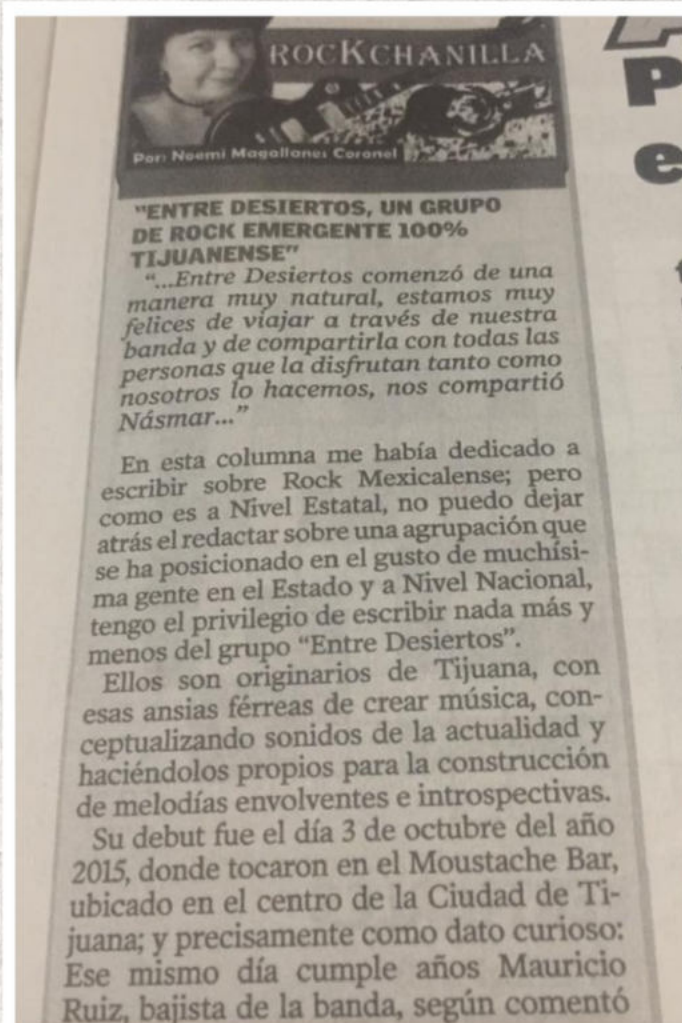 ROCKCHANILLA
Por: Noemi Magallanes Coronel
"ENTRE DESIERTOS, UN GRUPO
DE ROCK EMERGENTE 100%
TIJUANENSE"
"...Entre Desiertos comenzó de una
manera muy natural, estamos muy
felices de viajar a través de nuestra
banda y de compartirla con todas las
personas que la disfrutan tanto como
nosotros lo hacemos, nos compartió
Násmar..."
En esta columna me había dedicado a
escribir sobre Rock Mexicalense; pero
como es a Nivel Estatal, no puedo dejar
atrás el redactar sobre una agrupación que
se ha posicionado en el gusto de muchísi-
ma gente en el Estado y a Nivel Nacional,
tengo el privilegio de escribir nada más y
menos del grupo "Entre Desiertos".
Ellos son originarios de Tijuana, con
esas ansias férreas de crear música, con-
ceptualizando sonidos de la actualidad y
haciéndolos propios para la construcción
de melodías envolventes e introspectivas.
Su debut fue el día 3 de octubre del año
2015, donde tocaron en el Moustache Bar,
ubicado en el centro de la Ciudad de Ti-
juana; y precisamente como dato curioso:
Ese mismo día cumple años Mauricio
Ruiz, bajista de la banda, según comentó